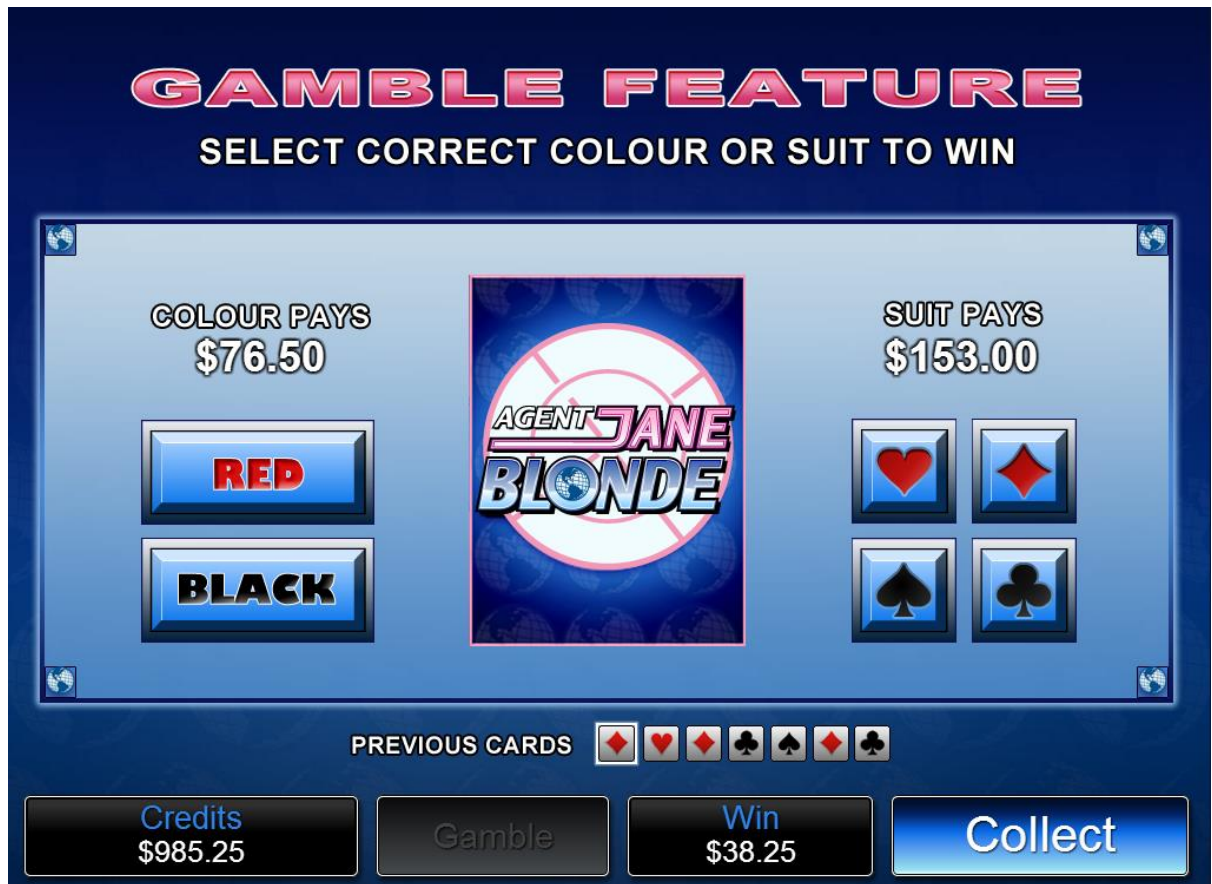 GAMBLE FEATURE
SELECT CORRECT COLOUR OR SUIT TO WIN
COLOUR PAYS
$76.50
RED
BLACK
AGENT JANE
BLONDE
SUIT PAYS
$153.00
PREVIOUS CARDS
Credits
$985.25
Gamble
Win
$38.25
Collect